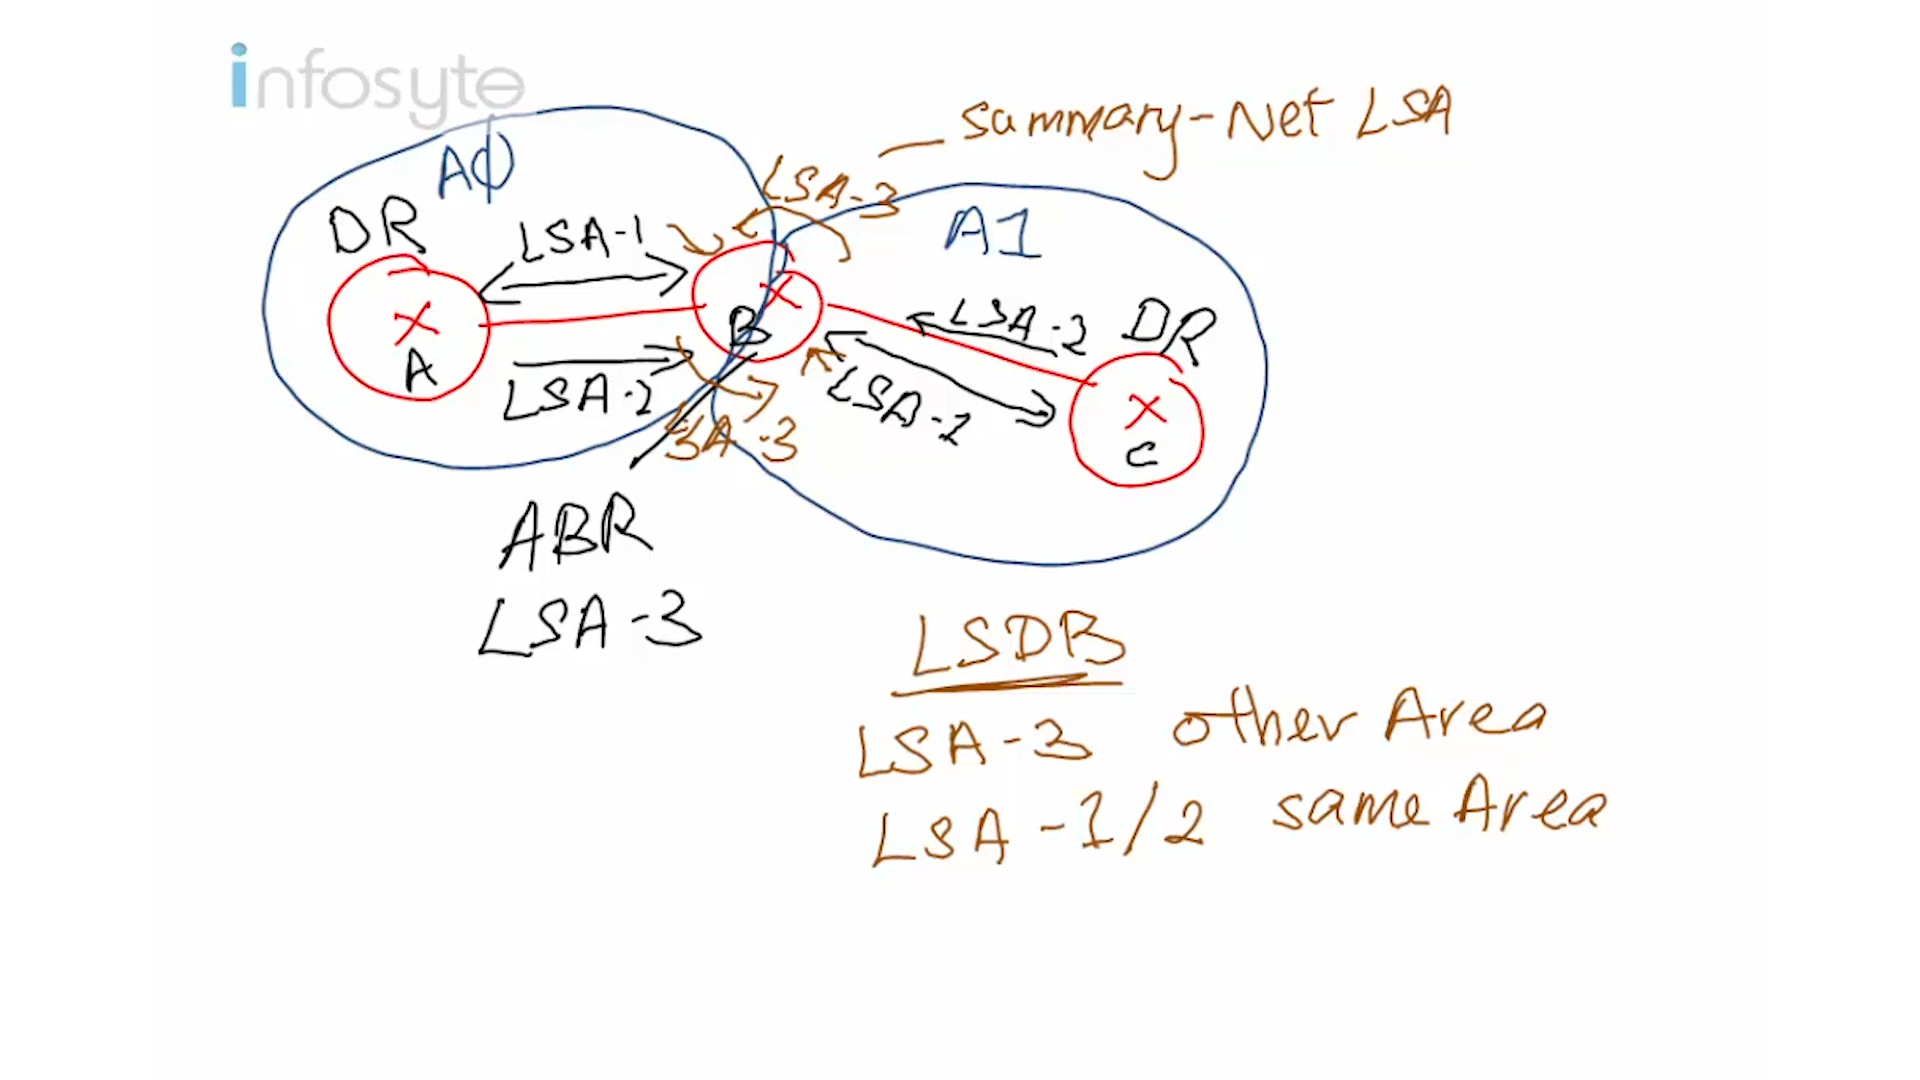 infosyte
summary-Net LSA
AØ
LSA-3
DR
LSA-1
A1
B
LSA-2
DR
A
LSA-2
LSA-1
LSA-3
C
ABR
LSA-3
LSDB
LSA-3 other Area
LSA-1/2 same Area